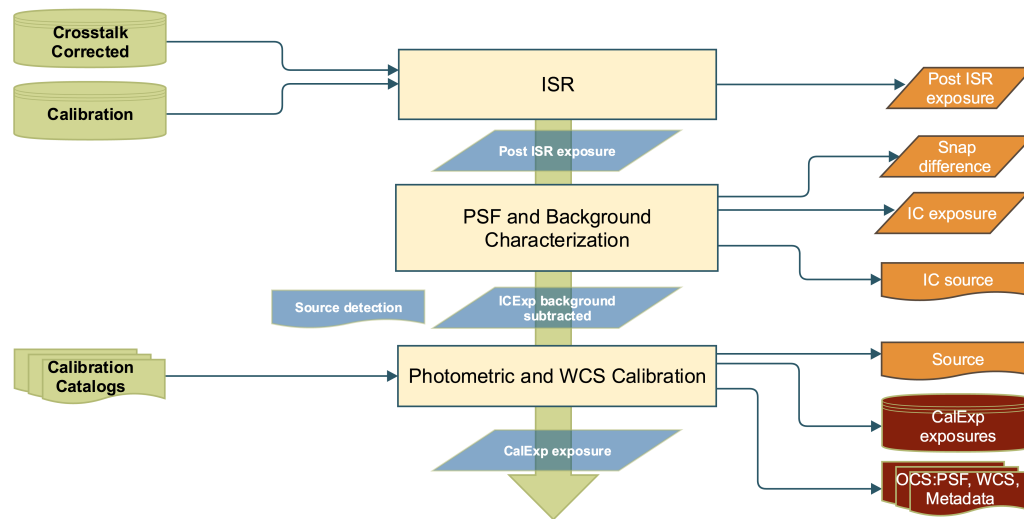 Crosstalk
Corrected
Calibration
ISR
Post ISR
exposure
Post ISR exposure
Snap
difference
PSF and Background
Characterization
IC exposure
IC source
Source detection
ICExp background
subtracted
Calibration
Catalogs
Photometric and WCS Calibration
Source
CalExp
exposures
CalExp exposure
OCS:PSF, WCS,
Metadata